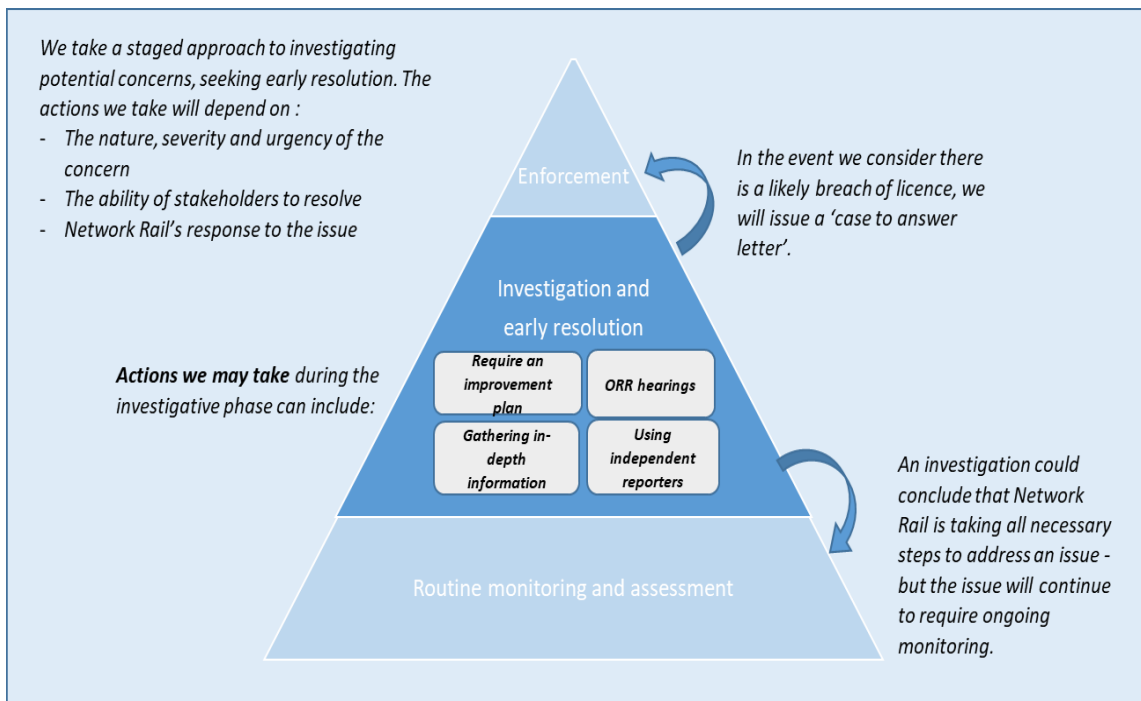 We take a staged approach to investigating
potential concerns, seeking early resolution. The
actions we take will depend on :
- The nature, severity and urgency of the
concern
- The ability of stakeholders to resolve
- Network Rail's response to the issue
Enforcement
In the event we consider there
is a likely breach of licence, we
will issue a 'case to answer
letter'.
Investigation and
early resolution
Actions we may take during the
investigative phase can include:
Require an
improvement
plan
ORR hearings
Gathering in-
depth
information
Using
independent
reporters
An investigation could
conclude that Network
Rail is taking all necessary
steps to address an issue -
but the issue will continue
to require ongoing
monitoring.
Routine monitoring and assessment